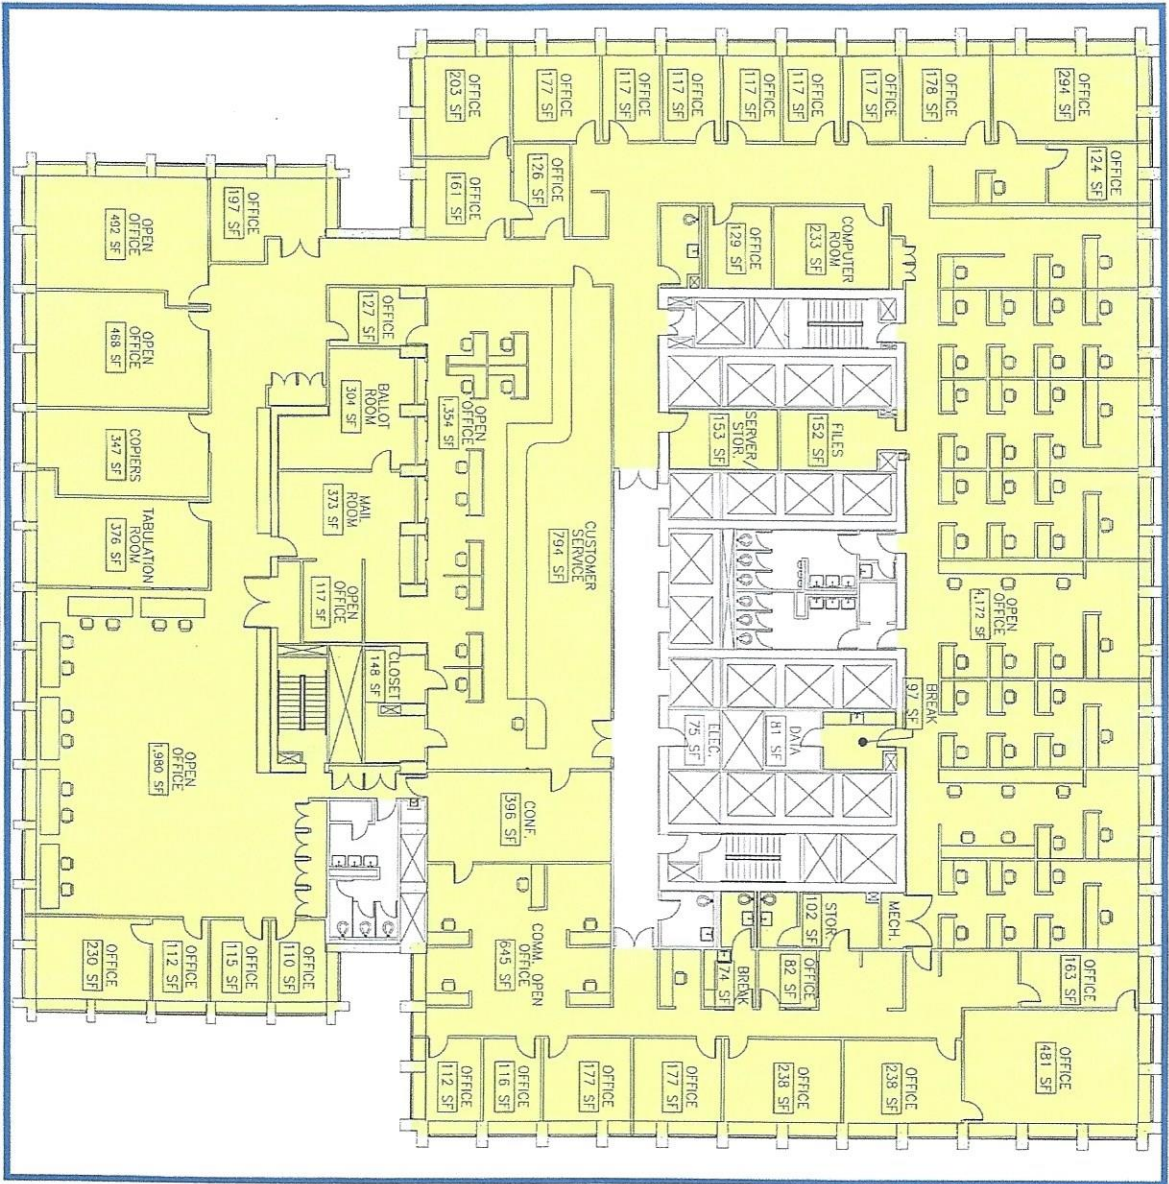 OFFICE
203 SF
OFFICE
177 SF
OFFICE
117 SF
OFFICE
117 SF
OFFICE
117 SF
OFFICE
117 SF
OFFICE
117 SF
OFFICE
178 SF
OFFICE
294 SF
OFFICE
161 SF
OFFICE
126 SF
OFFICE
124 SF
OFFICE
197 SF
OPEN
OFFICE
492 SF
OFFICE
129 SF
COMPUTER
ROOM
233 SF
OPEN
OFFICE
468 SF
OFFICE
127 SF
BALLOT
ROOM
304 SF
OPEN
OFFICE
1,354 SF
COPIERS
347 SF
SERVER
STOR.
153 SF
FILES
152 SF
MAIL
ROOM
373 SF
TABULATION
ROOM
376 SF
CUSTOMER
SERVICE
794 SF
OPEN
OFFICE
117 SF
OPEN
OFFICE
4,172 SF
CLOSET
148 SF
BREAK
97 SF
DATA
81 SF
ELEC.
75 SF
OPEN
OFFICE
1,980 SF
CONF.
396 SF
COMM. OPEN
OFFICE
645 SF
STOR
102 SF
MECH.
BREAK
74 SF
OFFICE
82 SF
OFFICE
163 SF
OFFICE
230 SF
OFFICE
112 SF
OFFICE
115 SF
OFFICE
110 SF
OFFICE
112 SF
OFFICE
116 SF
OFFICE
177 SF
OFFICE
177 SF
OFFICE
238 SF
OFFICE
238 SF
OFFICE
481 SF